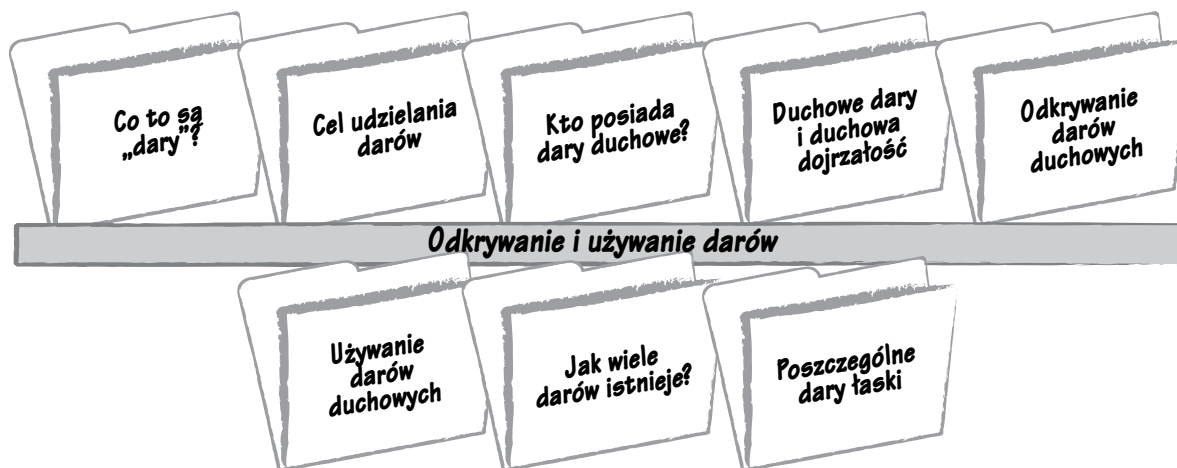 Co to są
„dary”?
Cel udzielania
darów
Kto posiada
dary duchowe?
Duchowe dary
i duchowa
dojrzałość
Odkrywanie
darów
duchowych
Odkrywanie i używanie darów
Używanie
darów
duchowych
Jak wiele
darów istnieje?
Poszczególne
dary łaski